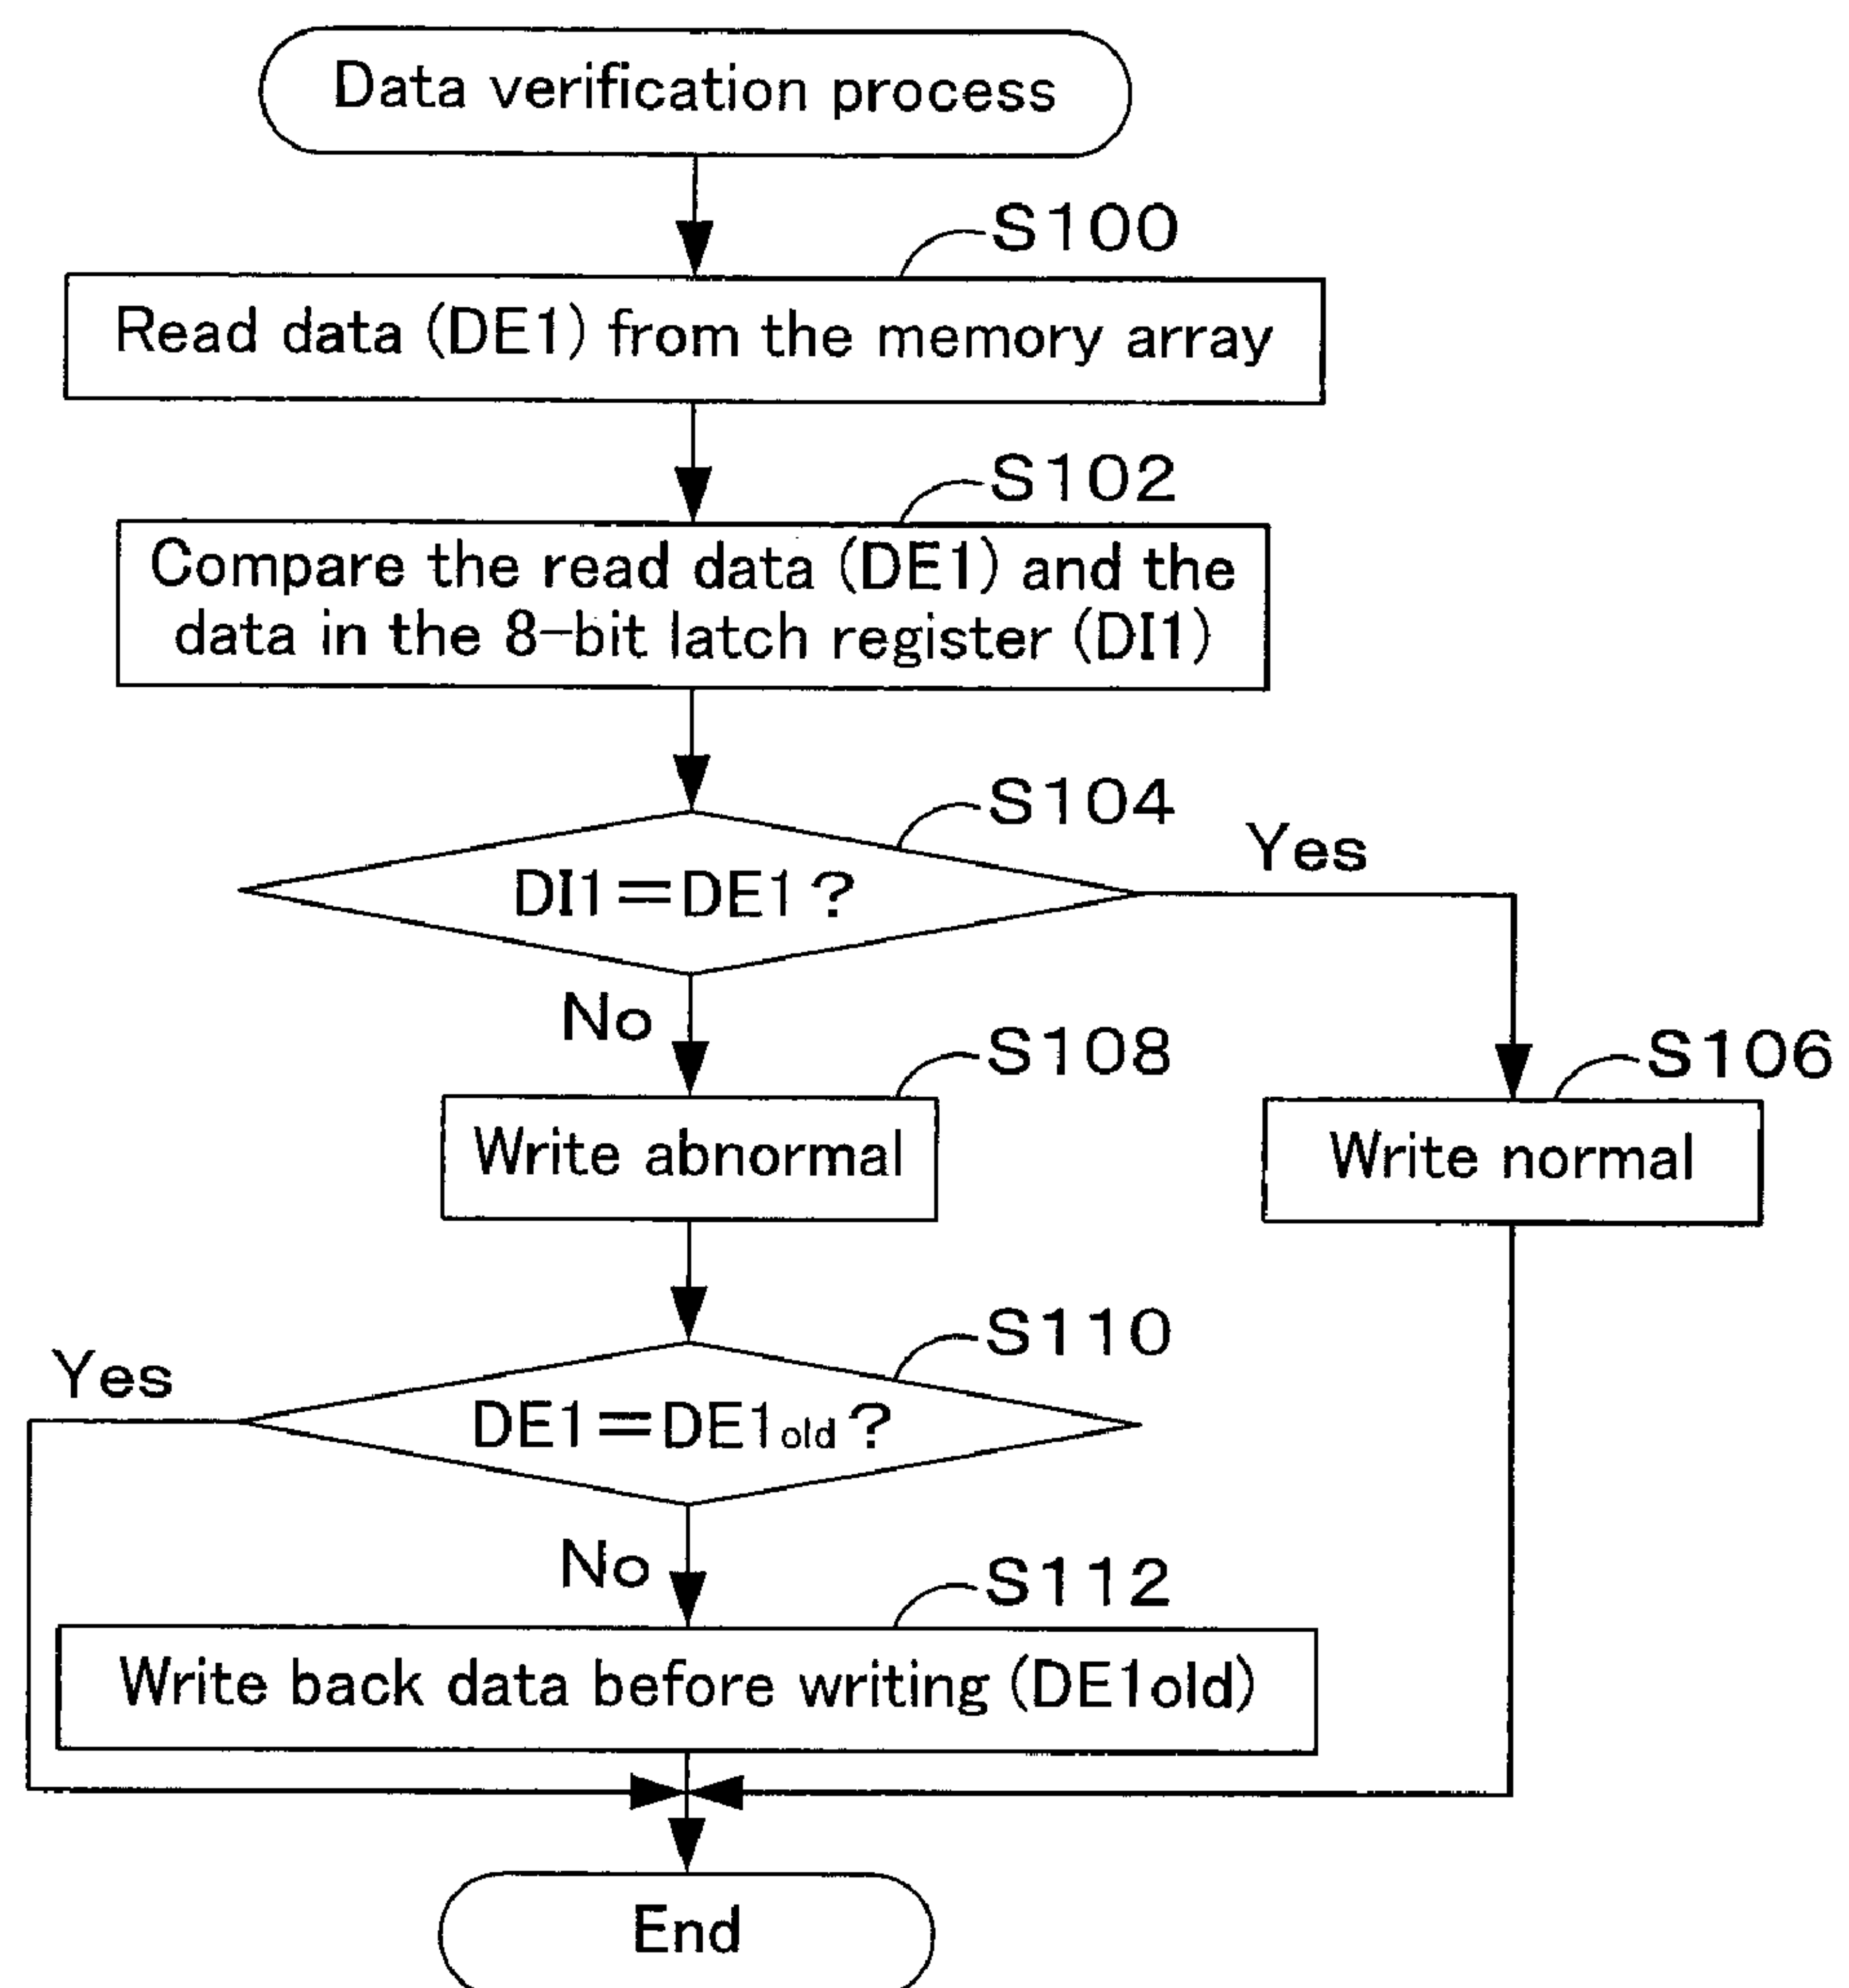 Data verification process
S100
Read data (DE1) from the memory array
S102
Compare the read data (DE1) and the
data in the 8-bit latch register (DI1)
S104
DI1=DE1?
Yes
No
S108
Write abnormal
S106
Write normal
S110
Yes
DE1=DE1old?
No
S112
Write back data before writing (DE1old)
End